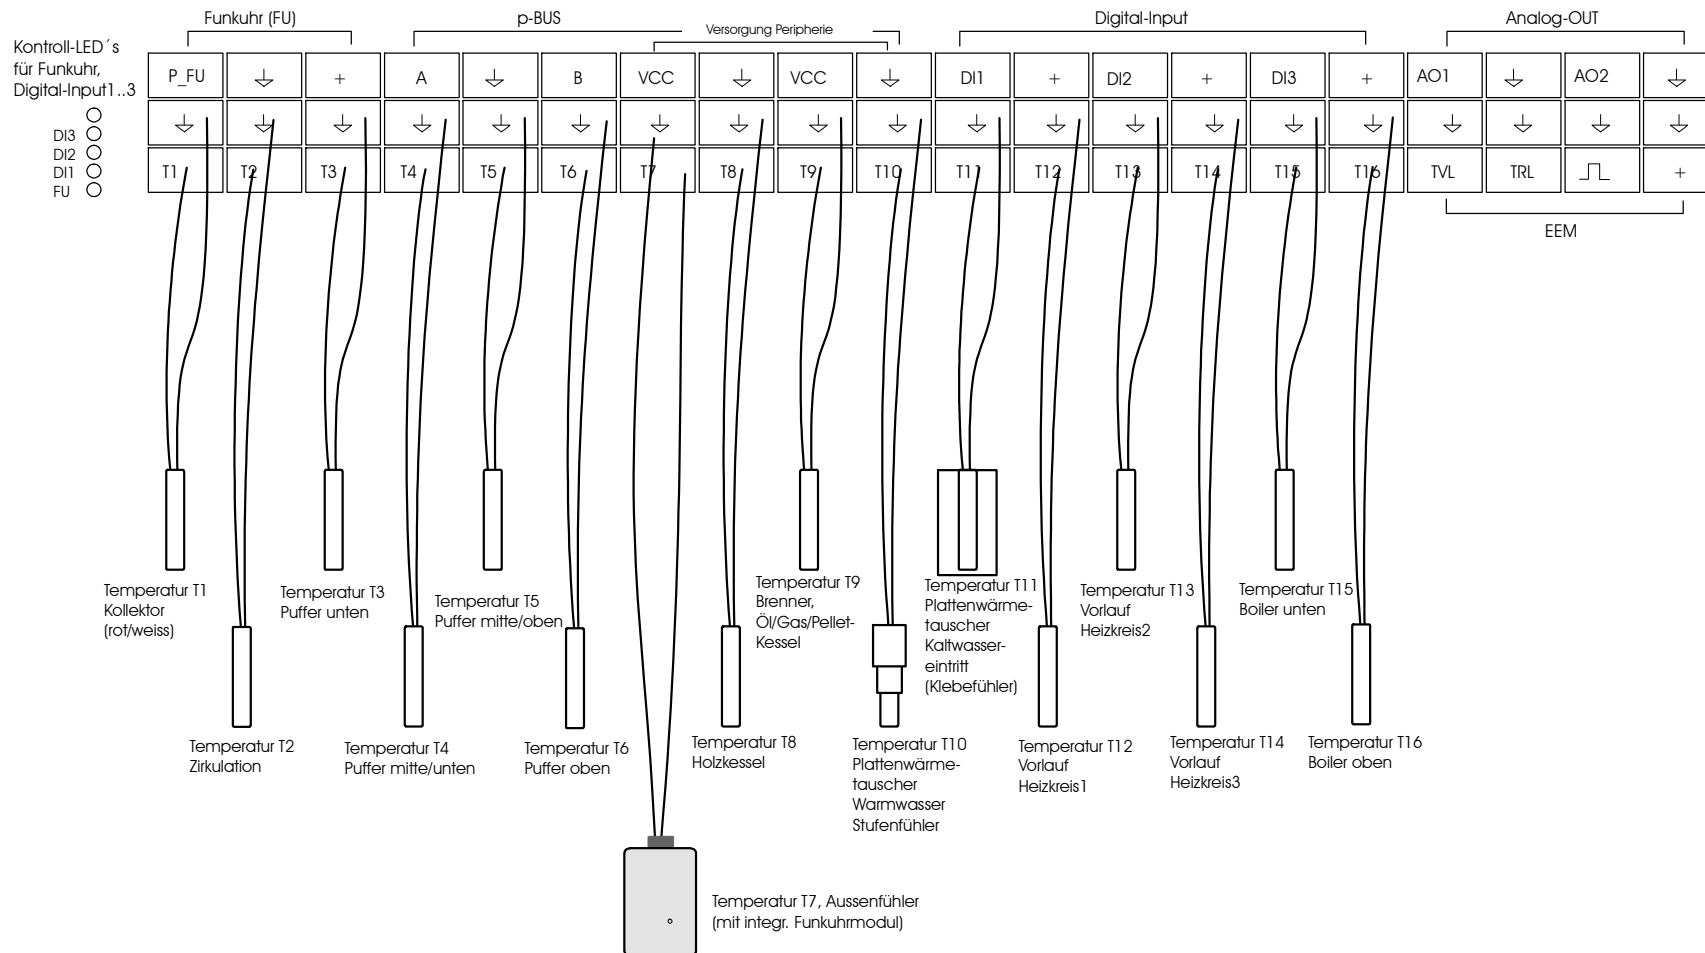 Funkuhr (FU)
p-BUS
Versorgung Peripherie
Digital-Input
Analog-OUT
Kontroll-LED´s
für Funkuhr,
Digital-Input1..3
P_FU + A B VCC VCC DI1 + DI2 + DI3 + AO1 AO2
DI3
DI2
DI1
FU
T1 T2 T3 T4 T5 T6 T7 T8 T9 T10 T11 T12 T13 T14 T15 T16 TVL TRL +
EEM
Temperatur T1
Kollektor
(rot/weiss)
Temperatur T2
Zirkulation
Temperatur T3
Puffer unten
Temperatur T4
Puffer mitte/unten
Temperatur T5
Puffer mitte/oben
Temperatur T6
Puffer oben
Temperatur T7, Aussenfühler
(mit integr. Funkuhrmodul)
Temperatur T8
Holzkessel
Temperatur T9
Brenner,
Öl/Gas/Pellet-
Kessel
Temperatur T10
Plattenwärme-
tauscher
Warmwasser
Stufenfühler
Temperatur T11
Plattenwärme-
tauscher
Kaltwasser-
eintritt
(Klebefühler)
Temperatur T12
Vorlauf
Heizkreis1
Temperatur T13
Vorlauf
Heizkreis2
Temperatur T14
Vorlauf
Heizkreis3
Temperatur T15
Boiler unten
Temperatur T16
Boiler oben